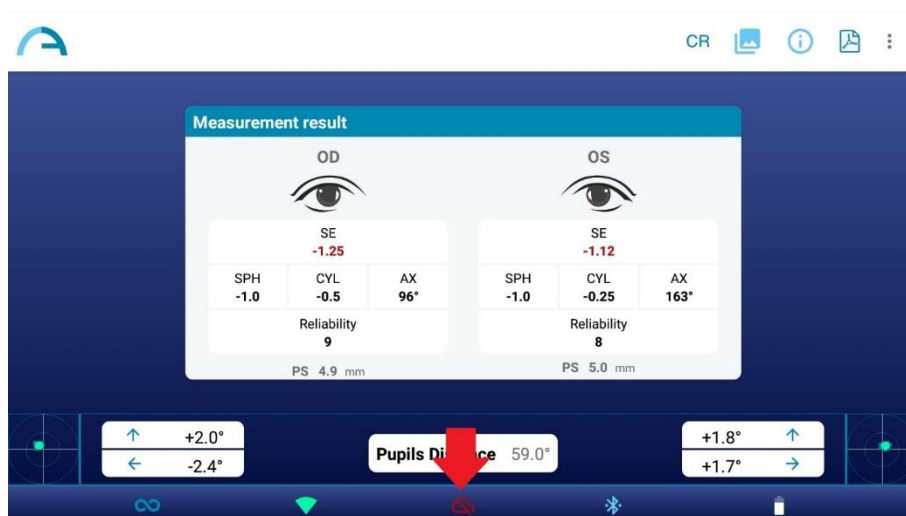 CR
Measurement result
OD
OS
SE
-1.25
SE
-1.12
SPH CYL AX
-1.0 -0.5 96°
SPH CYL AX
-1.0 -0.25 163°
Reliability
9
Reliability
8
PS 4.9 mm
PS 5.0 mm
+2.0°
-2.4°
Pupils 59.0°
+1.8°
+1.7°